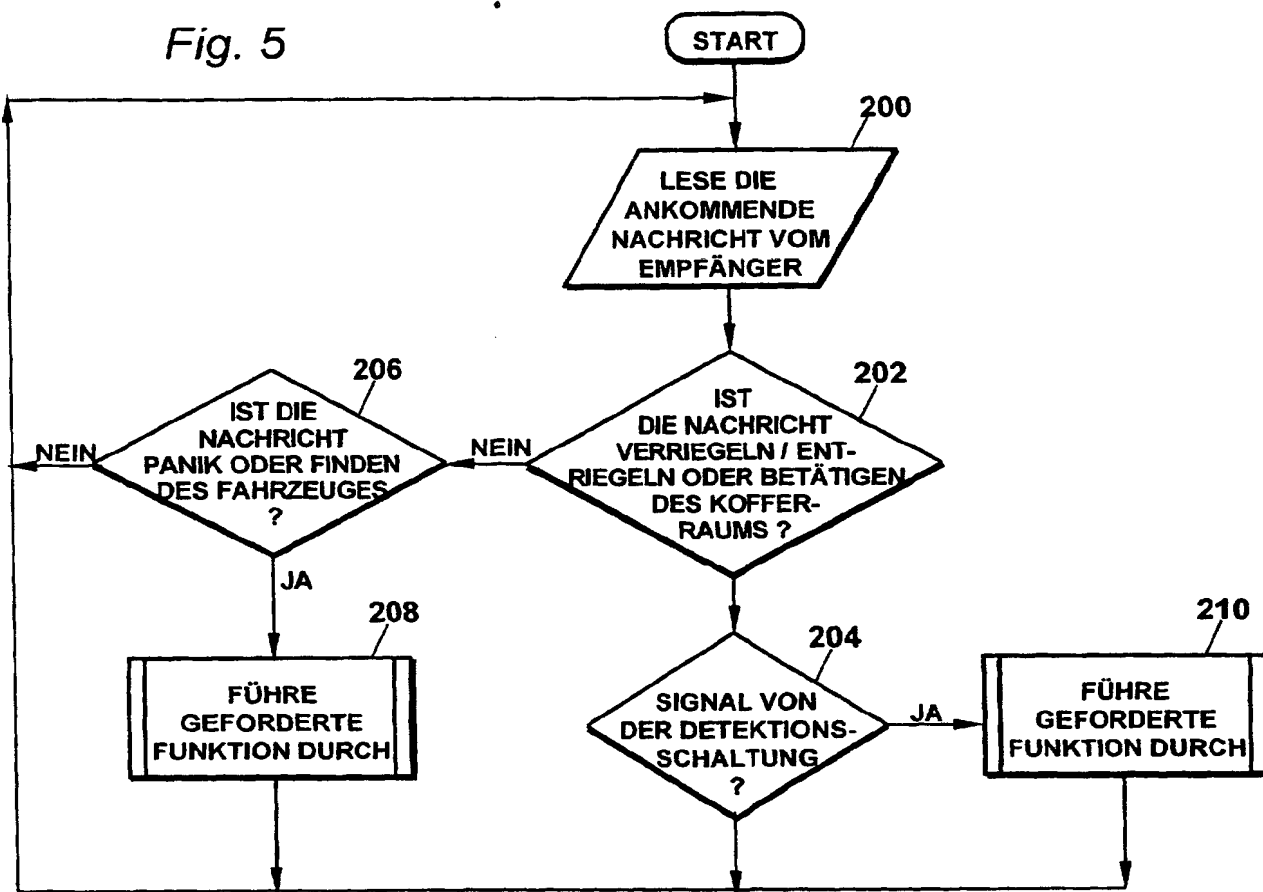 Fig. 5
START
200
LESE DIE
ANKOMMENDE
NACHRICHT VOM
EMPFÄNGER
206
IST DIE
NACHRICHT
PANIK ODER FINDEN
DES FAHRZEUGES
?
NEIN
JA
202
IST
DIE NACHRICHT
VERRIEGELN / ENT-
RIEGELN ODER BETÄTIGEN
DES KOFFER-
RAUMS ?
NEIN
208
FÜHRE
GEFORDERTE
FUNKTION DURCH
204
SIGNAL VON
DER DETEKTIONS-
SCHALTUNG
?
JA
210
FÜHRE
GEFORDERTE
FUNKTION DURCH